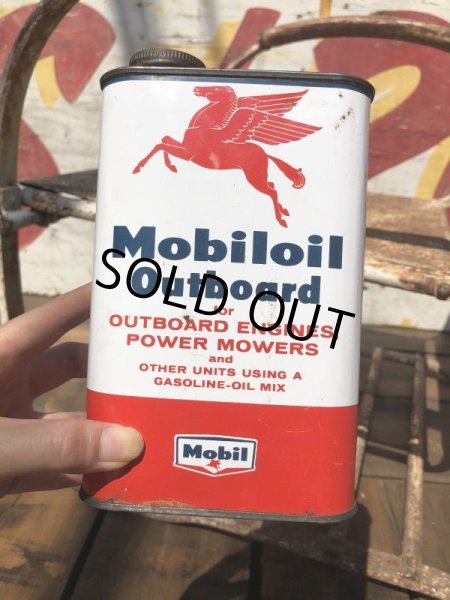 Mobiloil
Outboard
SOLD OUT
for
OUTBOARD ENGINES,
POWER MOWERS
and
OTHER UNITS USING A
GASOLINE-OIL MIX
Mobil